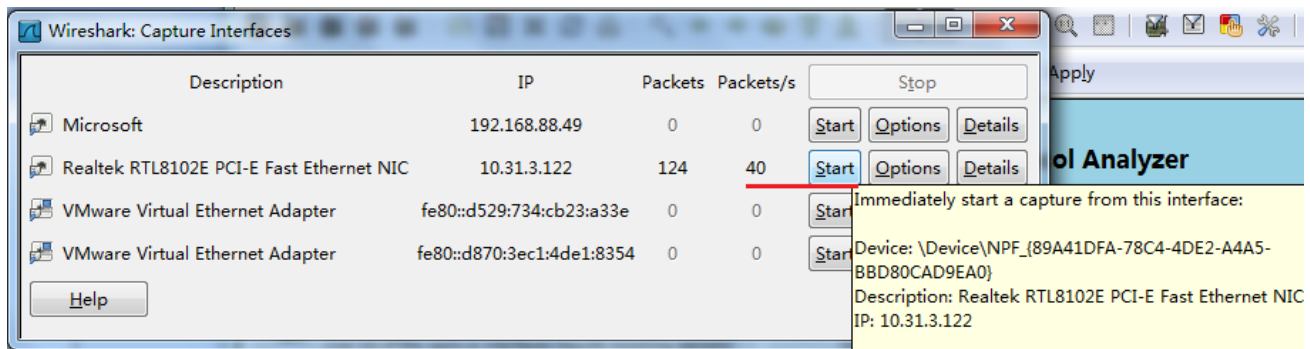 Wireshark: Capture Interfaces
Description IP Packets Packets/s Stop
Apply
Microsoft 192.168.88.49 0 0 Start Options Details
ol Analyzer
Realtek RTL8102E PCI-E Fast Ethernet NIC 10.31.3.122 124 40 Start Options Details
VMware Virtual Ethernet Adapter fe80::d529:734:cb23:a33e 0 0 Start
VMware Virtual Ethernet Adapter fe80::d870:3ec1:4de1:8354 0 0 Start
Help
Immediately start a capture from this interface:
Device: \Device\NPF_{89A41DFA-78C4-4DE2-A4A5-
BBD80CAD9EA0}
Description: Realtek RTL8102E PCI-E Fast Ethernet NIC
IP: 10.31.3.122